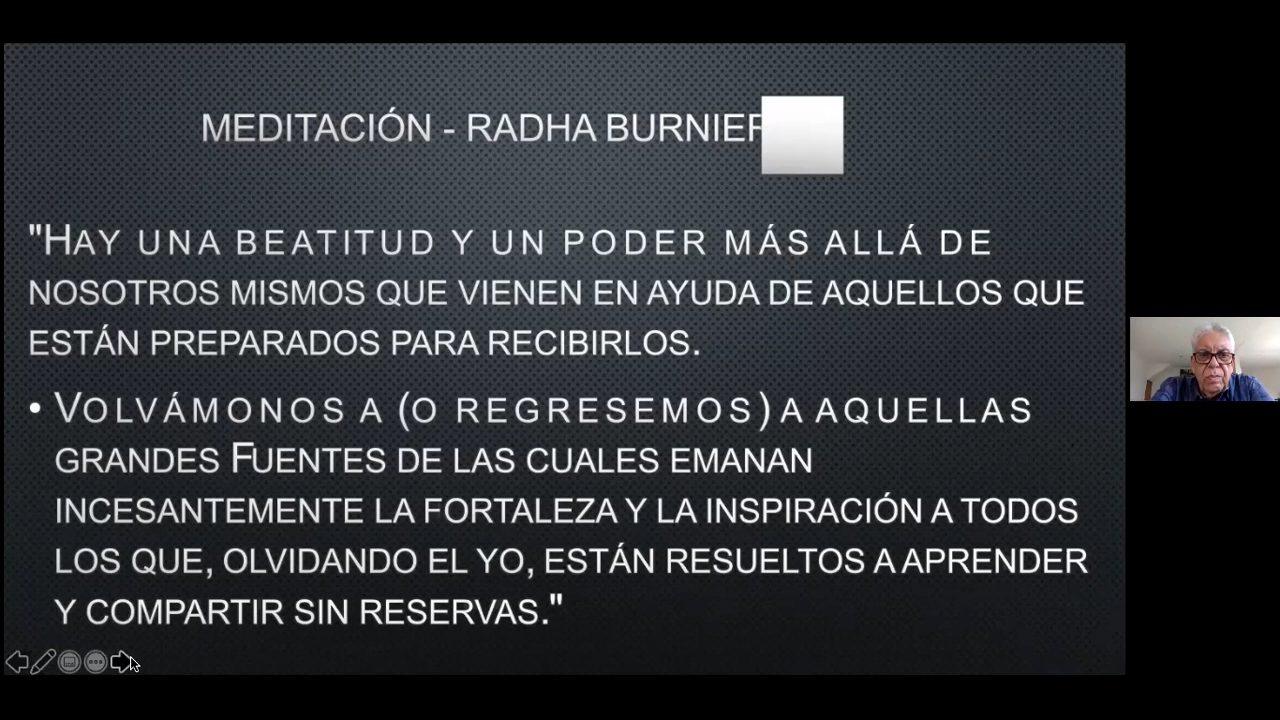 MEDITACIÓN - RADHA BURNIER
"HAY UNA BEATITUD Y UN PODER MÁS ALLÁ DE
NOSOTROS MISMOS QUE VIENEN EN AYUDA DE AQUELLOS QUE
ESTÁN PREPARADOS PARA RECIBIRLOS.
• VOLVÁMONOS A (O REGRESEMOS) A AQUELLAS
GRANDES FUENTES DE LAS CUALES EMANAN
INCESANTEMENTE LA FORTALEZA Y LA INSPIRACIÓN A TODOS
LOS QUE, OLVIDANDO EL YO, ESTÁN RESUELTOS A APRENDER
Y COMPARTIR SIN RESERVAS."